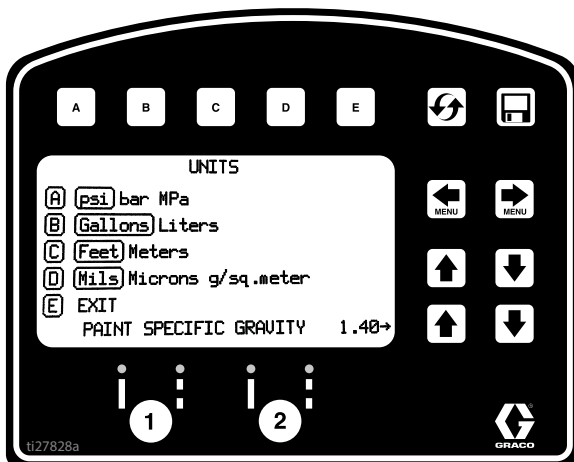 A B C D E
UNITS
A psi bar MPa
B Gallons Liters
C Feet Meters
D Mils Microns g/sq.meter
E EXIT
PAINT SPECIFIC GRAVITY 1.40→
MENU MENU
1 2
ti27828a
GRACO